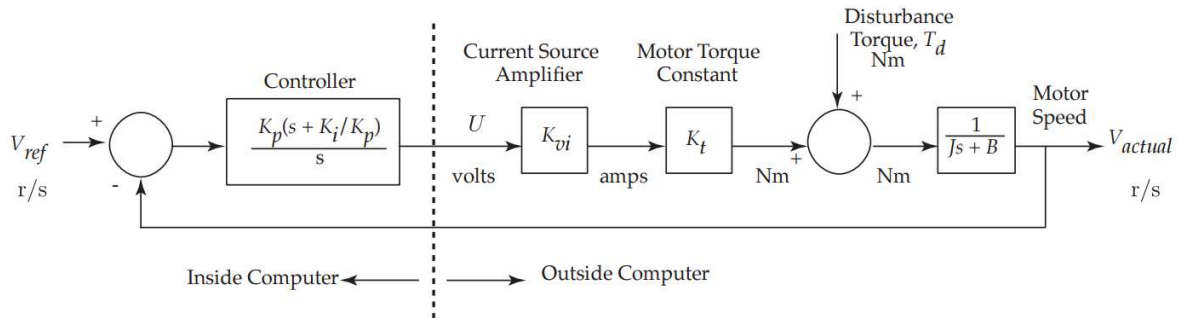 Disturbance
Torque, T_d
Nm
Current Source
Amplifier
Motor Torque
Constant
Controller
Motor
Speed
+
V_ref
r/s
-
K_p(s + K_i/K_p)
s
U
volts
K_vi
amps
K_t
Nm
+
+
Nm
1
Js + B
V_actual
r/s
Inside Computer
Outside Computer